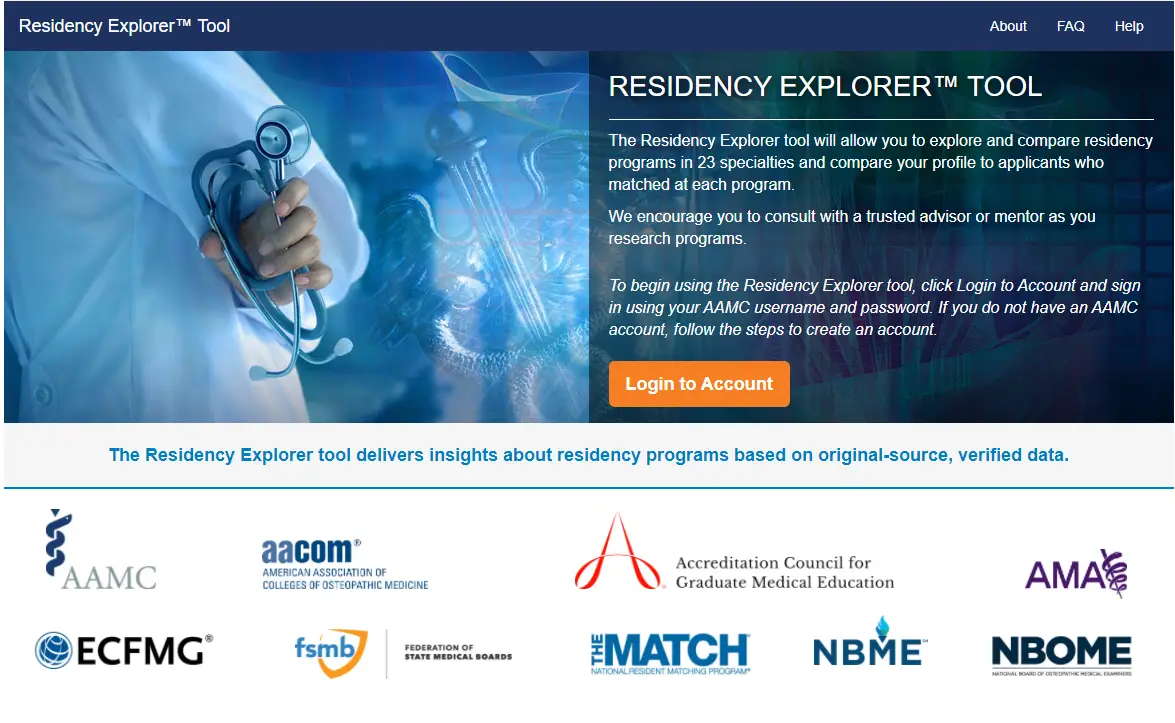 Residency Explorer™ Tool
About FAQ Help
RESIDENCY EXPLORER™ TOOL
The Residency Explorer tool will allow you to explore and compare residency
programs in 23 specialties and compare your profile to applicants who
matched at each program.
We encourage you to consult with a trusted advisor or mentor as you
research programs.
To begin using the Residency Explorer tool, click Login to Account and sign
in using your AAMC username and password. If you do not have an AAMC
account, follow the steps to create an account.
Login to Account
The Residency Explorer tool delivers insights about residency programs based on original-source, verified data.
AAMC
aacom®
AMERICAN ASSOCIATION OF
COLLEGES OF OSTEOPATHIC MEDICINE
Accreditation Council for
Graduate Medical Education
AMA
ECFMG®
fsmb
FEDERATION OF
STATE MEDICAL BOARDS
THE MATCH
NATIONAL RESIDENT MATCHING PROGRAM®
NBME
NBOME
NATIONAL BOARD OF OSTEOPATHIC MEDICAL EXAMINERS